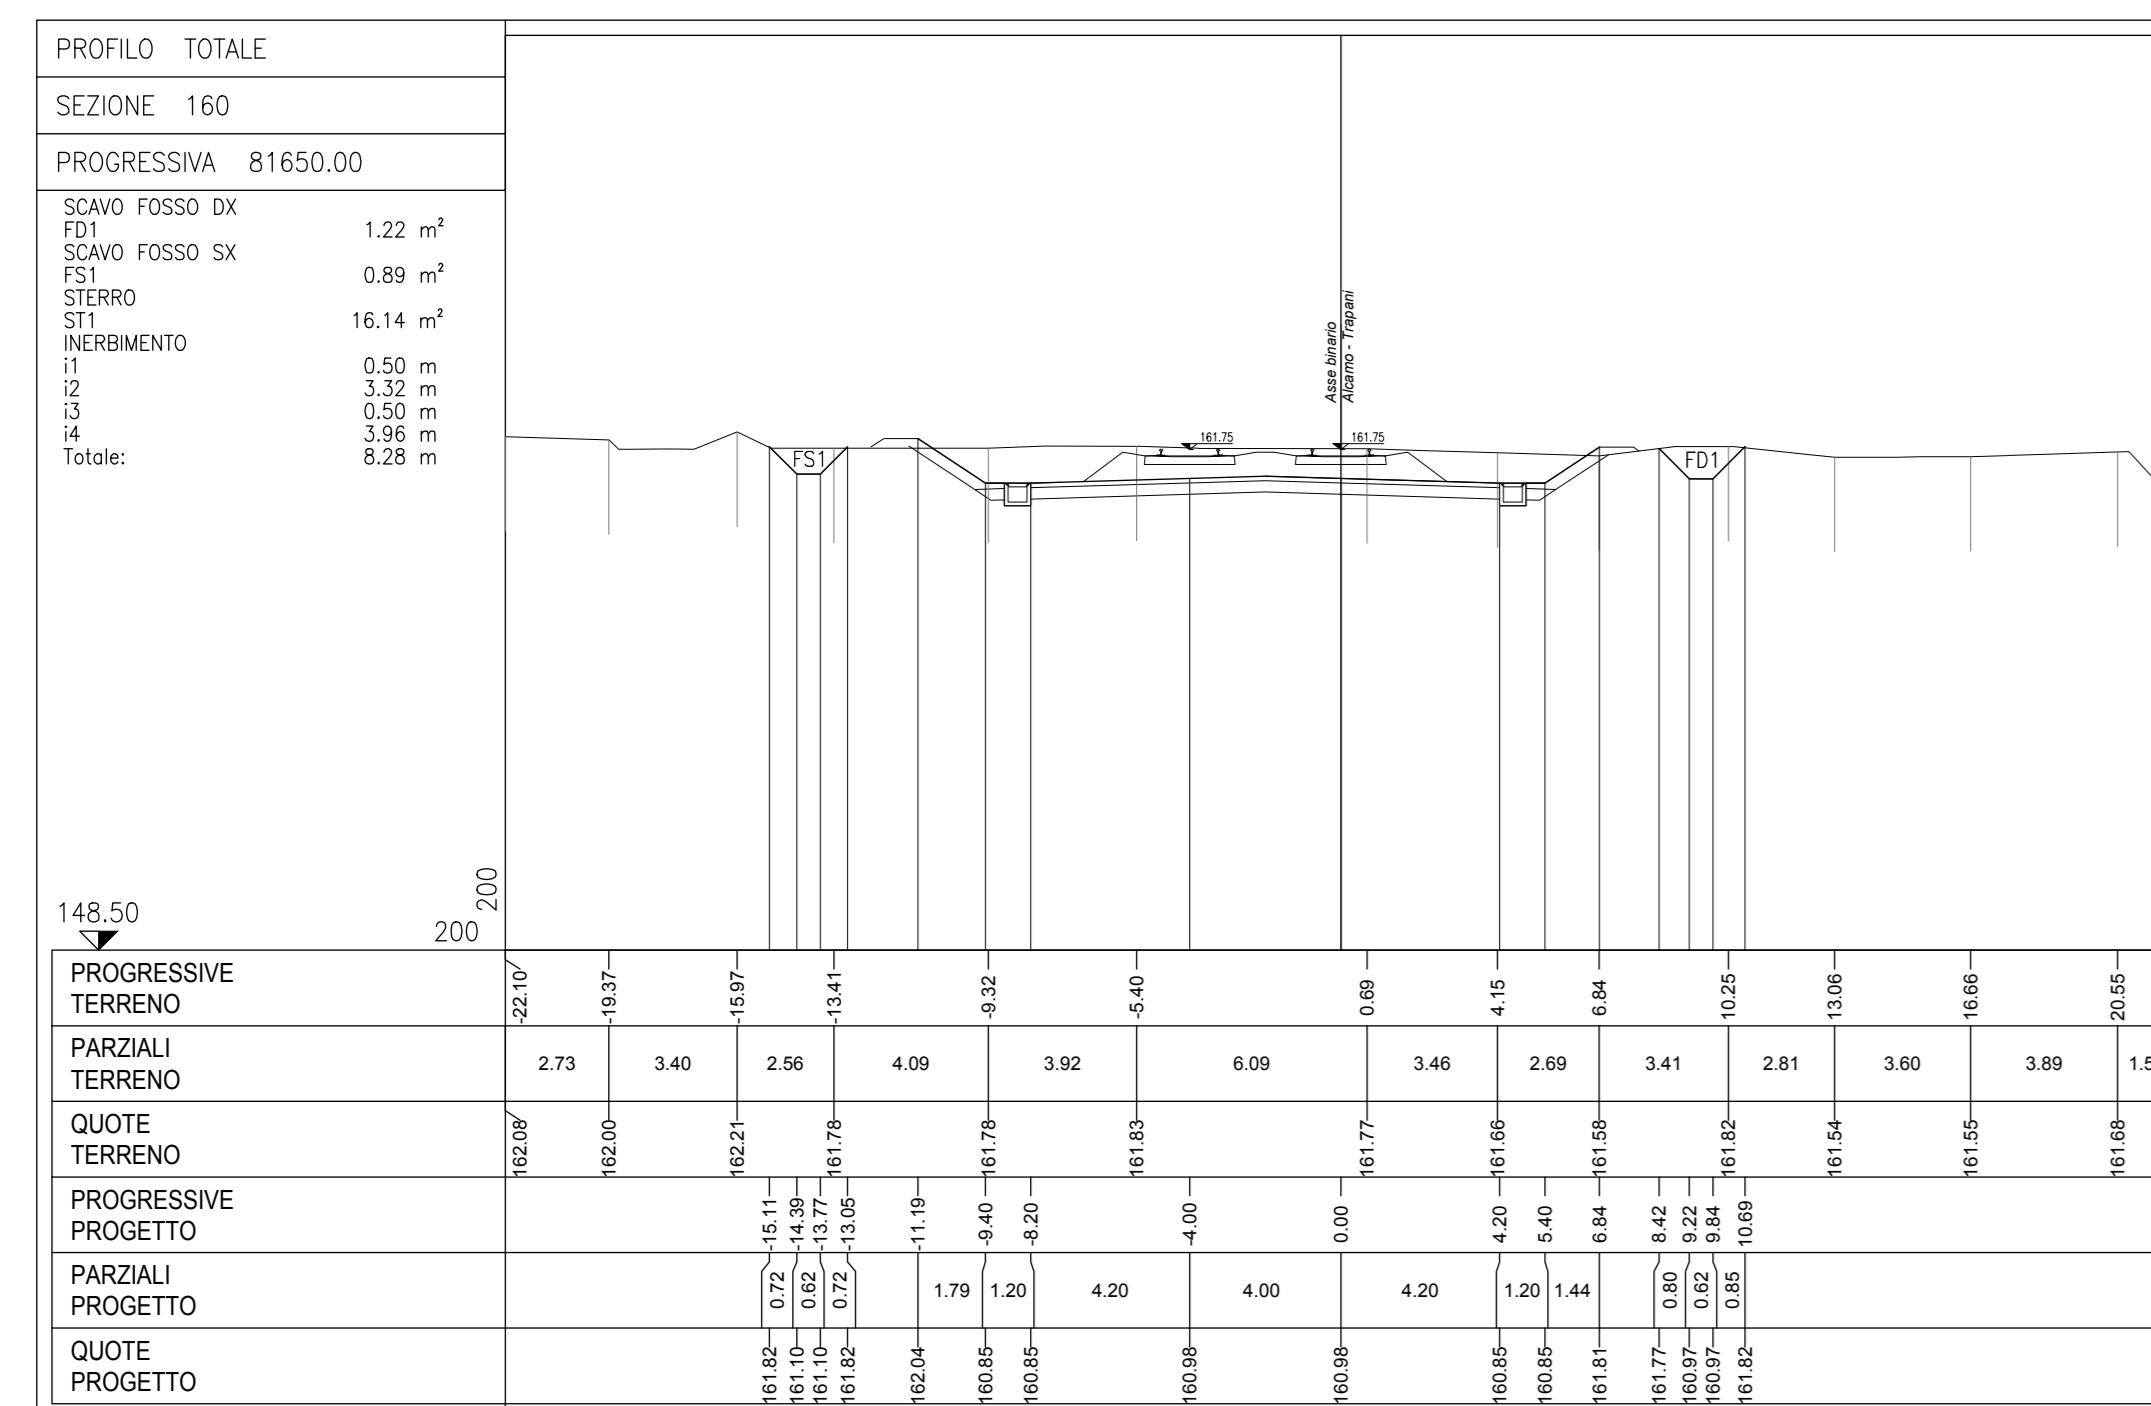 PROFILO TOTALE
SEZIONE 160
PROGRESSIVA 81650.00
SCAVO FOSSO DX
FD1 1.22 m²
SCAVO FOSSO SX
FS1 0.89 m²
STERRO
ST1 16.14 m²
INERBIMENTO
i1 0.50 m
i2 3.32 m
i3 0.50 m
i4 3.96 m
Totale: 8.28 m
Asse binario
Alcamo - Trapani
161.75 161.75
FS1 FD1
148.50
200
200
PROGRESSIVE
TERRENO
-22.10 -19.37 -15.97 -13.41 -9.32 -5.40 0.69 4.15 6.84 10.25 13.06 16.66 20.55
PARZIALI
TERRENO
2.73 3.40 2.56 4.09 3.92 6.09 3.46 2.69 3.41 2.81 3.60 3.89
QUOTE
TERRENO
162.08 162.00 162.21 161.78 161.78 161.83 161.77 161.66 161.58 161.82 161.54 161.55 161.68
PROGRESSIVE
PROGETTO
-15.11 -14.39 -13.77 -13.05 -11.19 -9.40 -8.20 -4.00 0.00 4.20 5.40 6.84 8.42 9.22 9.84 10.69
PARZIALI
PROGETTO
0.72 0.62 0.72 1.79 1.20 4.20 4.00 4.20 1.20 1.44 0.80 0.62 0.85
QUOTE
PROGETTO
161.82 161.10 161.10 161.82 162.04 160.85 160.85 160.98 160.98 160.85 160.85 161.81 161.77 160.97 160.97 161.82